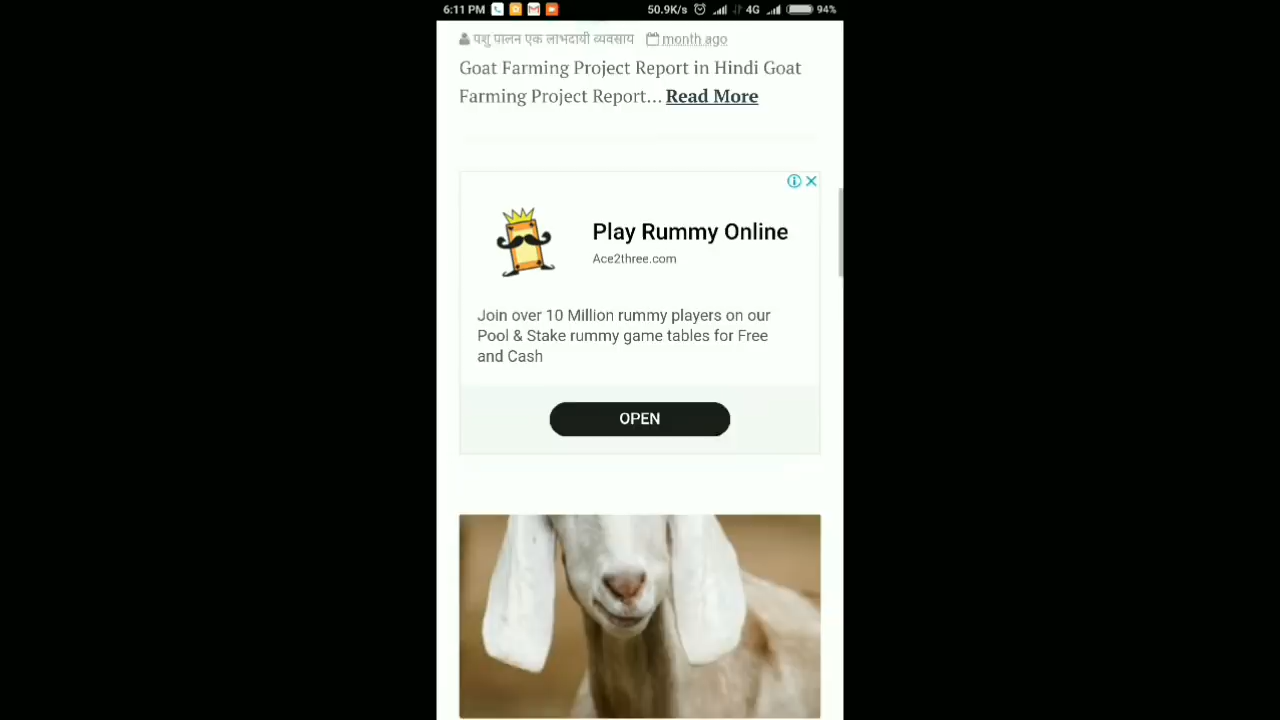 6:11 PM 50.9K/s 4G 94%
पशु पालन एक लाभदायी व्यवसाय month ago
Goat Farming Project Report in Hindi Goat
Farming Project Report... Read More
Play Rummy Online
Ace2three.com
Join over 10 Million rummy players on our
Pool & Stake rummy game tables for Free
and Cash
OPEN